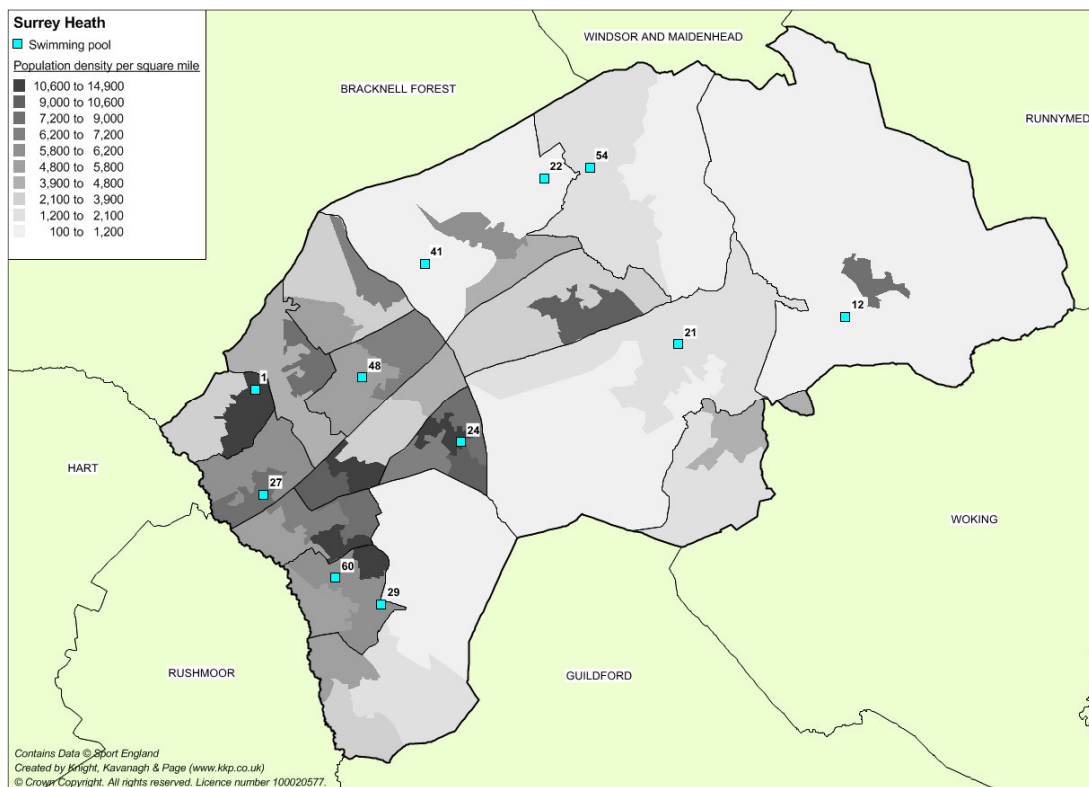 Surrey Heath
Swimming pool
Population density per square mile
10,600 to 14,900
9,000 to 10,600
7,200 to 9,000
6,200 to 7,200
5,800 to 6,200
4,800 to 5,800
3,900 to 4,800
2,100 to 3,900
1,200 to 2,100
100 to 1,200
WINDSOR AND MAIDENHEAD
BRACKNELL FOREST
RUNNYMED
22
54
41
12
21
1
48
24
HART
27
WOKING
60
29
RUSHMOOR
GUILDFORD
Contains Data © Sport England
Created by Knight, Kavanagh & Page (www.kkp.co.uk)
© Crown Copyright. All rights reserved. Licence number 100020577.